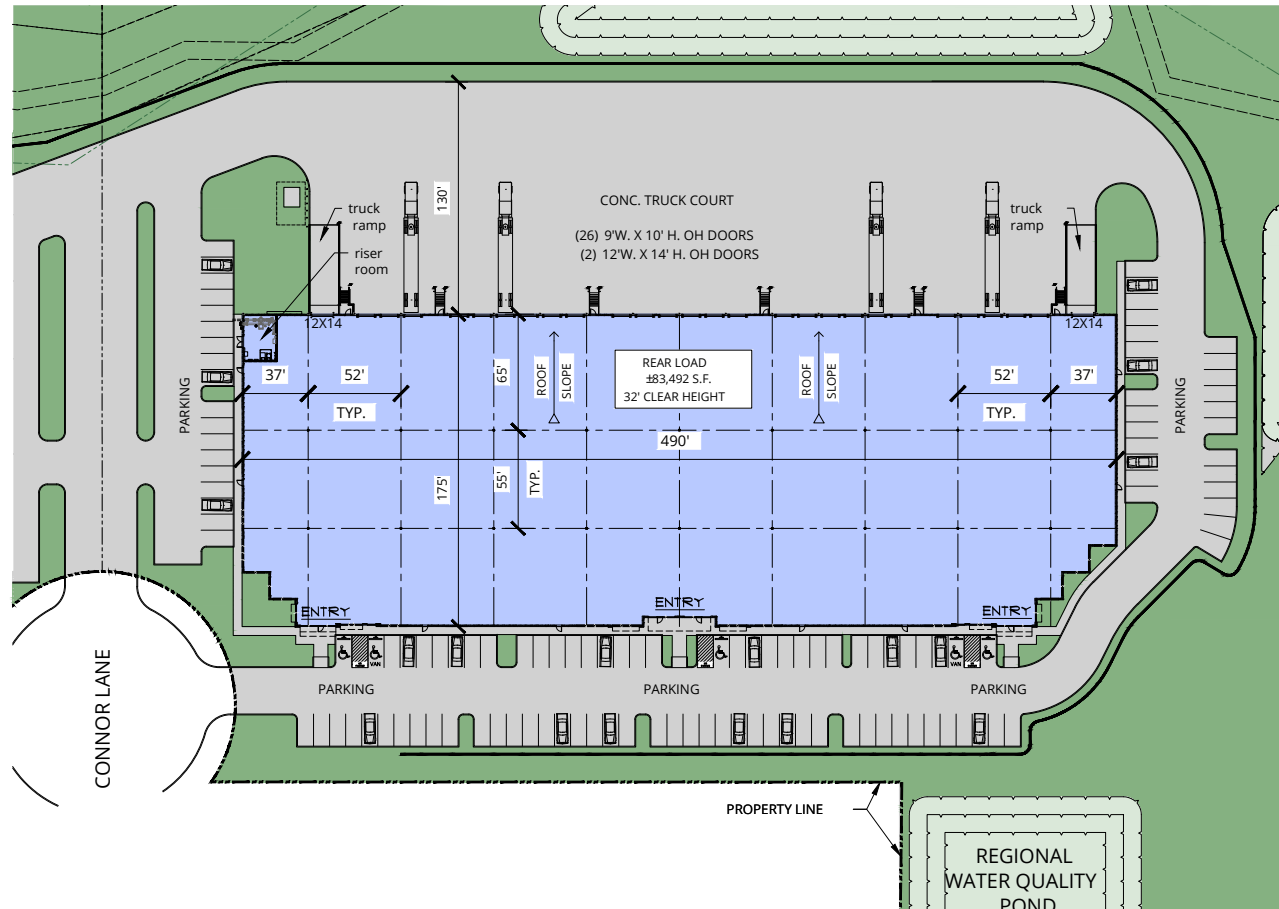 130'
CONC. TRUCK COURT
(26) 9'W. X 10' H. OH DOORS
(2) 12'W. X 14' H. OH DOORS
truck
ramp
riser
room
truck
ramp
12X14
12X14
37'
52'
TYP.
65'
ROOF
SLOPE
REAR LOAD
±83,492 S.F.
32' CLEAR HEIGHT
ROOF
SLOPE
52'
37'
TYP.
PARKING
PARKING
490'
175'
55'
TYP.
ENTRY
ENTRY
ENTRY
VAN
VAN
PARKING
PARKING
PARKING
CONNOR LANE
PROPERTY LINE
REGIONAL
WATER QUALITY
POND